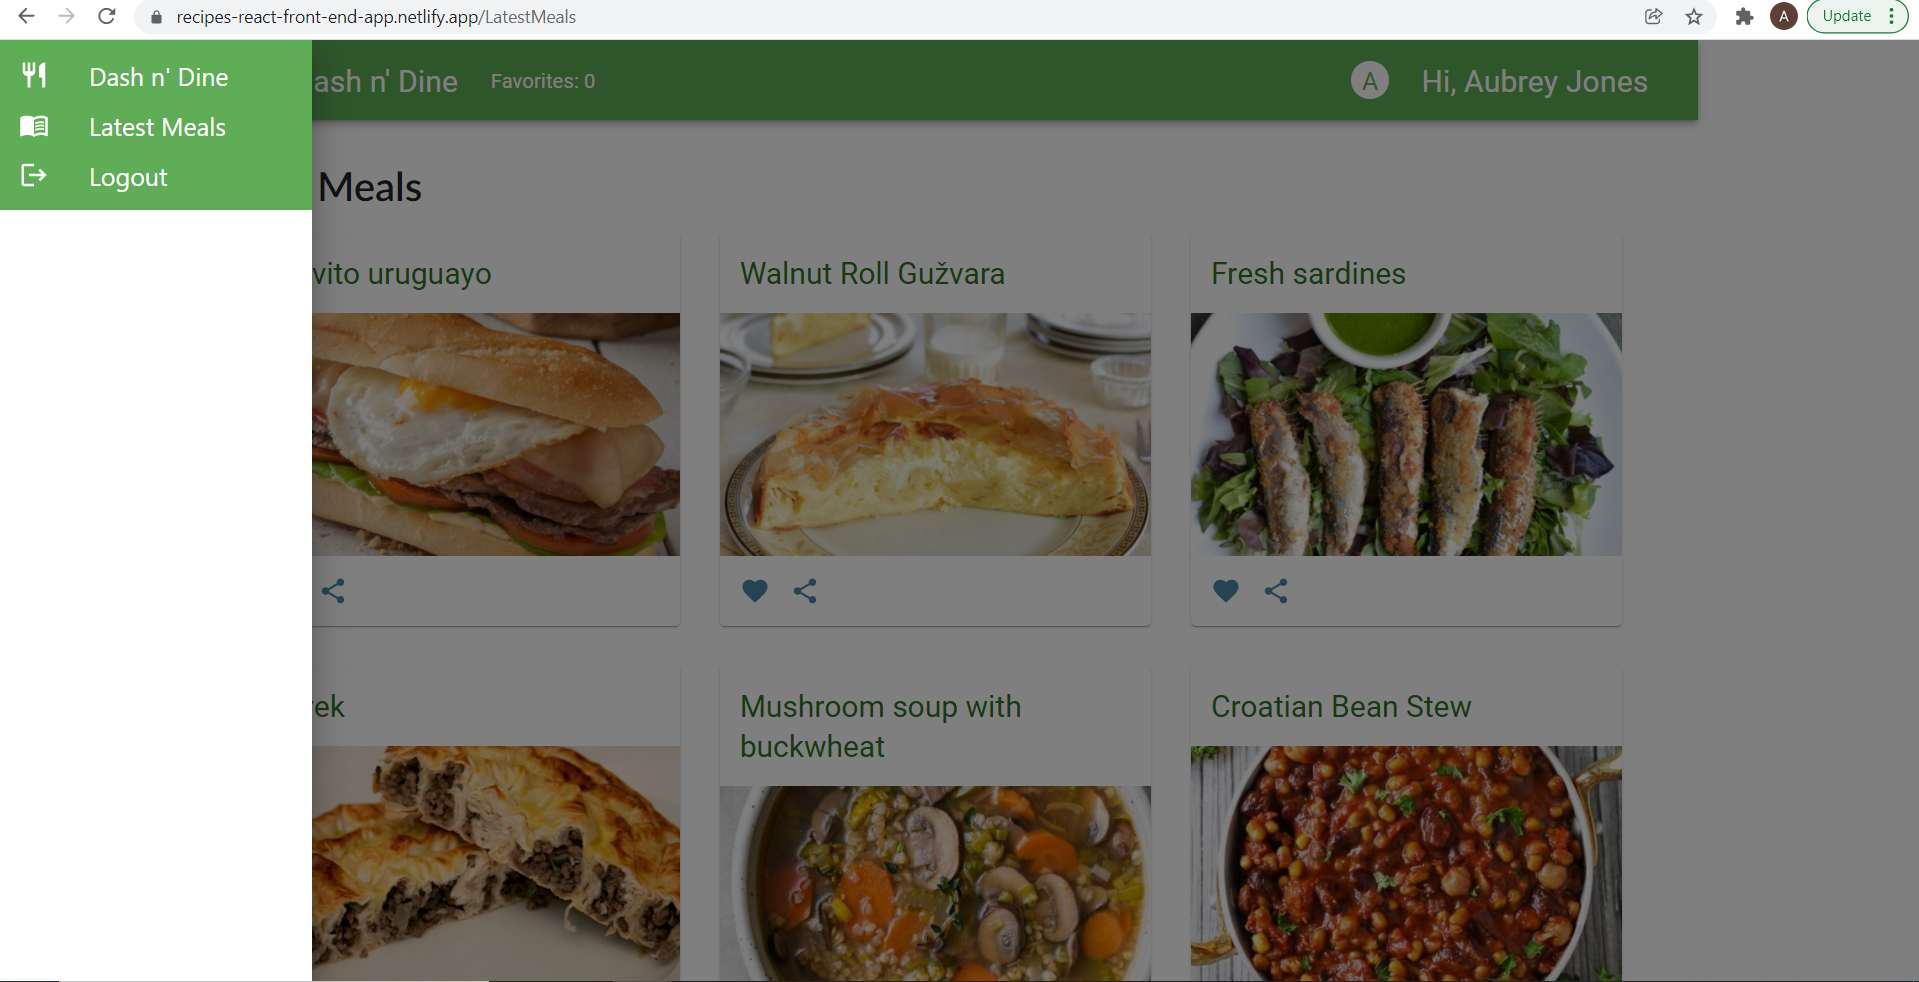 recipes-react-front-end-app.netlify.app/LatestMeals
A
Update
Dash n' Dine
Latest Meals
Logout
ash n' Dine
Favorites: 0
A
Hi, Aubrey Jones
Meals
vito uruguayo
Walnut Roll Gužvara
Fresh sardines
ek
Mushroom soup with
buckwheat
Croatian Bean Stew